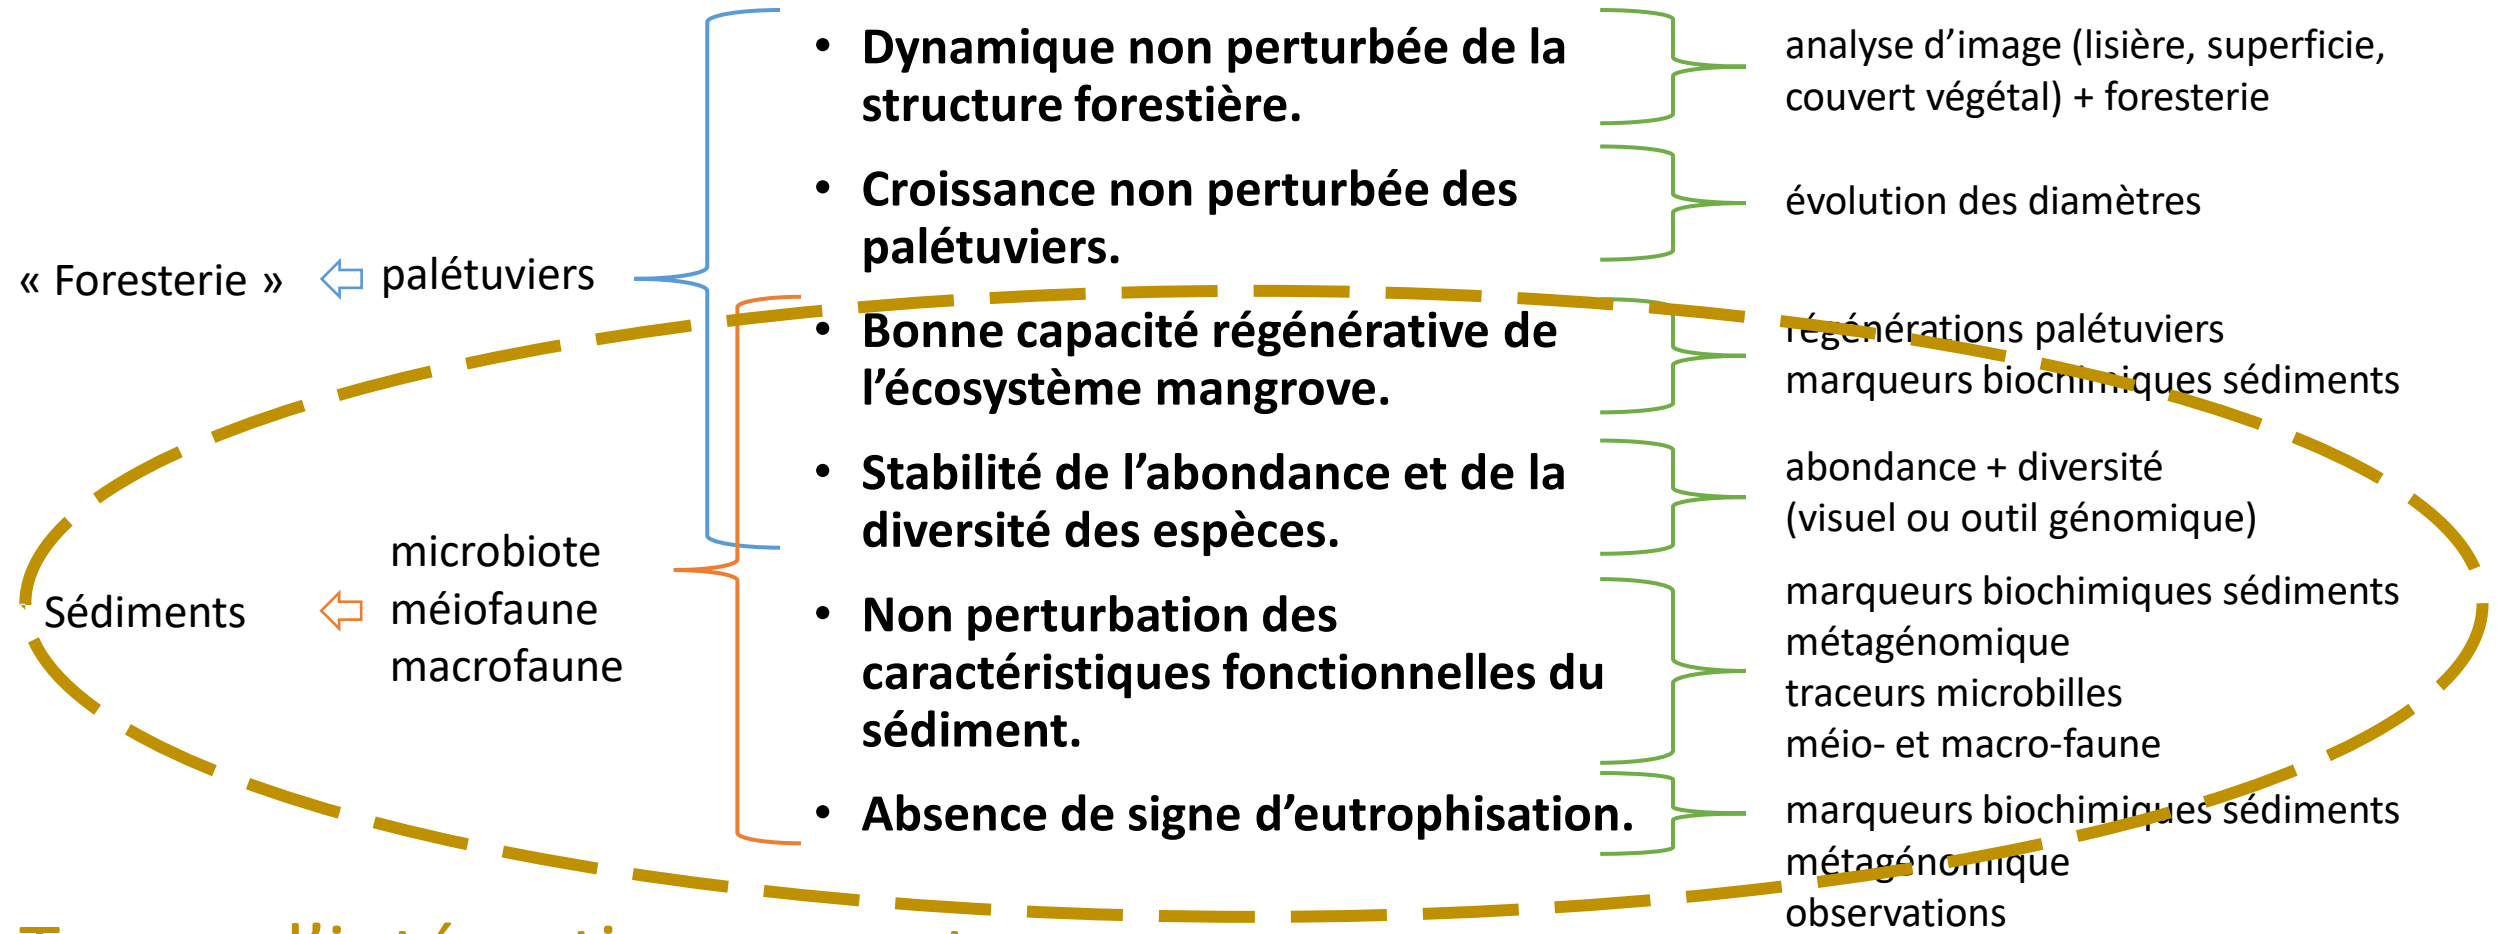 « Foresterie »
palétuviers
Sédiments
microbiote
méiofaune
macrofaune
• Dynamique non perturbée de la
structure forestière.
• Croissance non perturbée des
palétuviers.
• Bonne capacité régénérative de
l’écosystème mangrove.
• Stabilité de l’abondance et de la
diversité des espèces.
• Non perturbation des
caractéristiques fonctionnelles du
sédiment.
• Absence de signe d’eutrophisation.
analyse d’image (lisière, superficie,
couvert végétal) + foresterie
évolution des diamètres
régénérations palétuviers
marqueurs biochimiques sédiments
abondance + diversité
(visuel ou outil génomique)
marqueurs biochimiques sédiments
métagénomique
traceurs microbilles
méio- et macro-faune
marqueurs biochimiques sédiments
métagénomique
observations